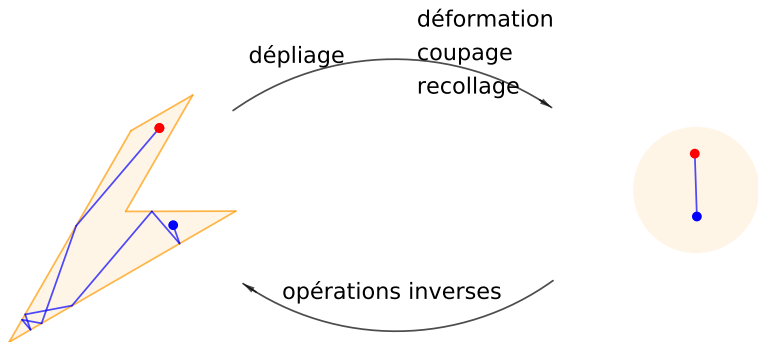 déformation
dépliage
coupage
recollage
opérations inverses